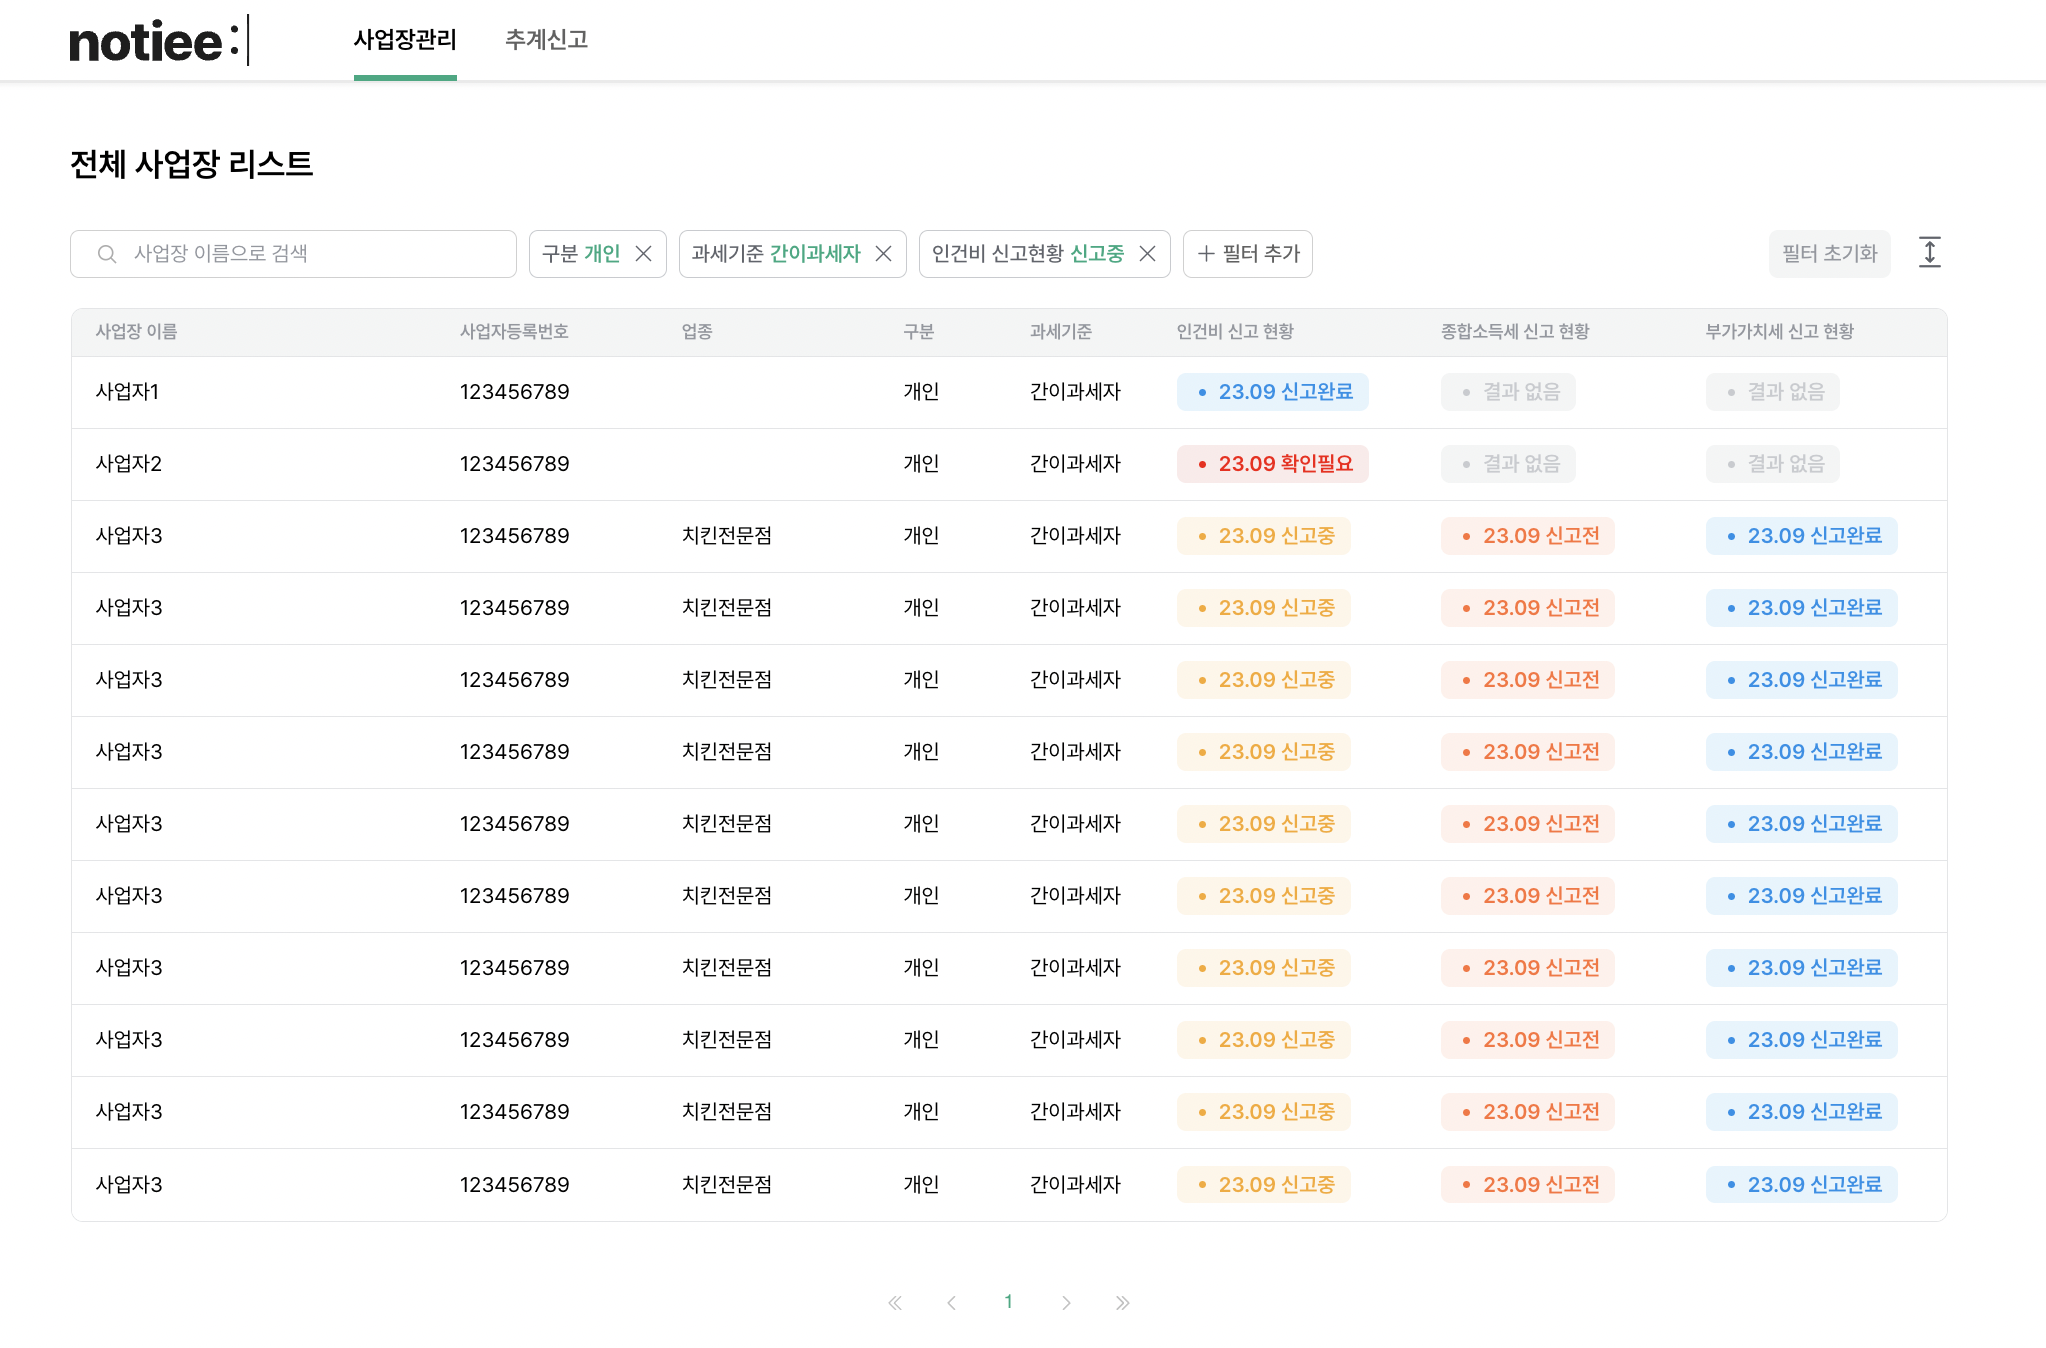 notiee:| 사업장관리 추계신고
전체 사업장 리스트
사업장 이름으로 검색 구분 개인 과세기준 간이과세자 인건비 신고현황 신고중 필터 추가 필터 초기화
사업장 이름 사업자등록번호 업종 구분 과세기준 인건비 신고 현황 종합소득세 신고 현황 부가가치세 신고 현황
사업자1 123456789 개인 간이과세자 23.09 신고완료 결과 없음 결과 없음
사업자2 123456789 개인 간이과세자 23.09 확인필요 결과 없음 결과 없음
사업자3 123456789 치킨전문점 개인 간이과세자 23.09 신고중 23.09 신고전 23.09 신고완료
사업자3 123456789 치킨전문점 개인 간이과세자 23.09 신고중 23.09 신고전 23.09 신고완료
사업자3 123456789 치킨전문점 개인 간이과세자 23.09 신고중 23.09 신고전 23.09 신고완료
사업자3 123456789 치킨전문점 개인 간이과세자 23.09 신고중 23.09 신고전 23.09 신고완료
사업자3 123456789 치킨전문점 개인 간이과세자 23.09 신고중 23.09 신고전 23.09 신고완료
사업자3 123456789 치킨전문점 개인 간이과세자 23.09 신고중 23.09 신고전 23.09 신고완료
사업자3 123456789 치킨전문점 개인 간이과세자 23.09 신고중 23.09 신고전 23.09 신고완료
사업자3 123456789 치킨전문점 개인 간이과세자 23.09 신고중 23.09 신고전 23.09 신고완료
사업자3 123456789 치킨전문점 개인 간이과세자 23.09 신고중 23.09 신고전 23.09 신고완료
사업자3 123456789 치킨전문점 개인 간이과세자 23.09 신고중 23.09 신고전 23.09 신고완료
1